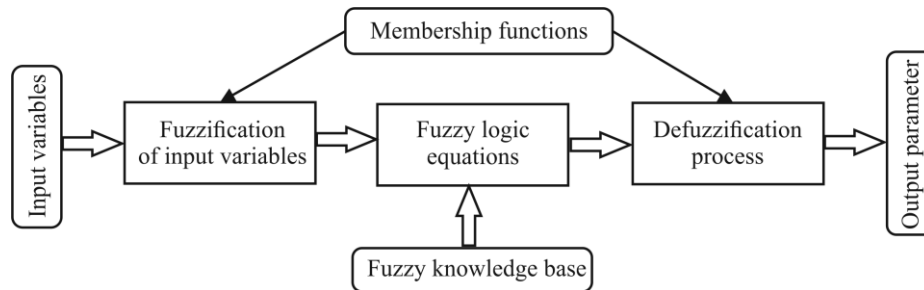 Membership functions
Input variables
Fuzzification
of input variables
Fuzzy logic
equations
Defuzzification
process
Output parameter
Fuzzy knowledge base